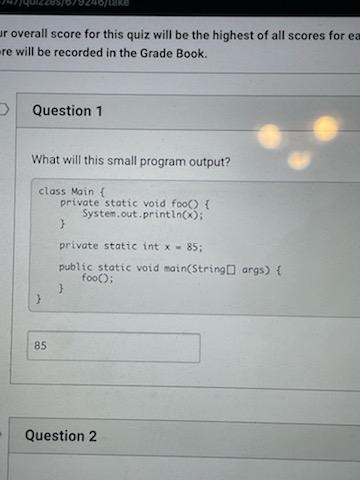 747/quizzes/679246/take
ur overall score for this quiz will be the highest of all scores for ea
re will be recorded in the Grade Book.
Question 1
What will this small program output?
class Main {
private static void foo() {
System.out.println(x);
}
private static int x = 85;
public static void main(String[] args) {
foo();
}
}
85
Question 2